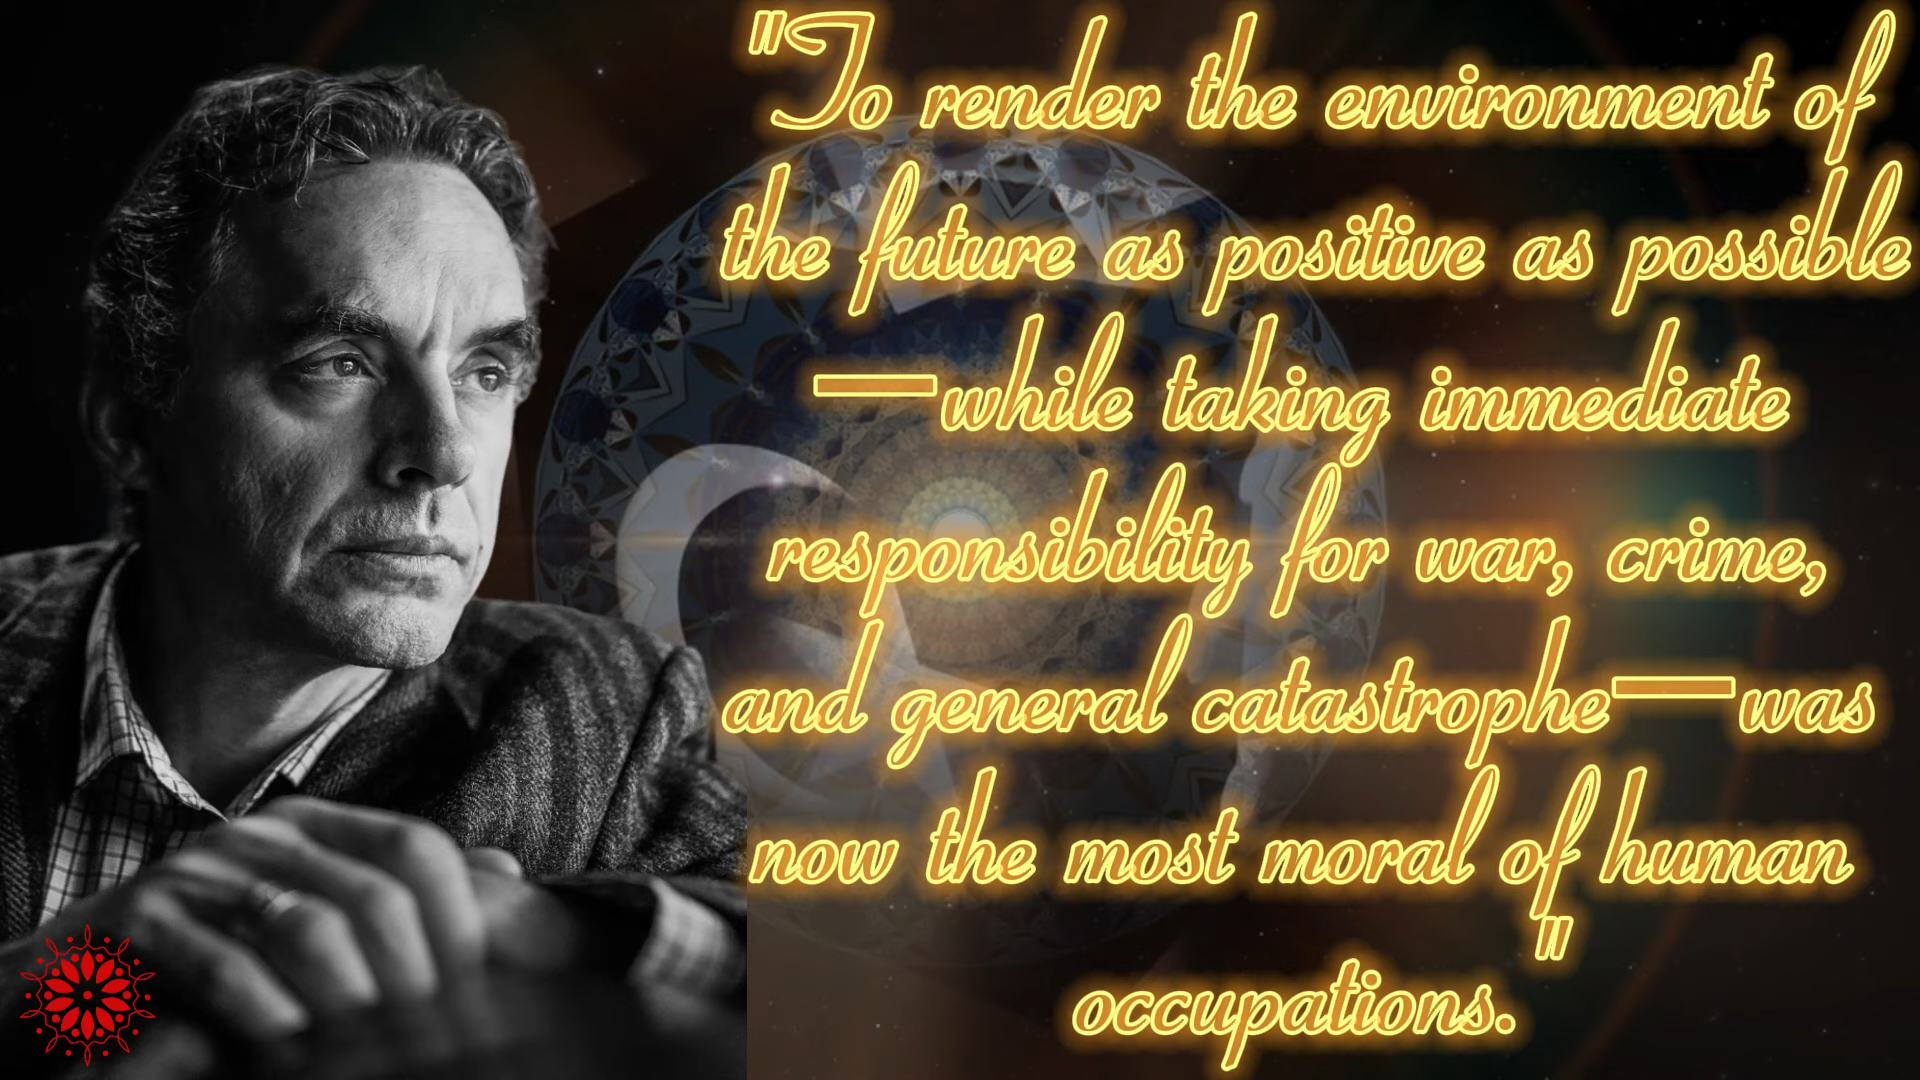 "To render the environment of
the future as positive as possible
—while taking immediate
responsibility for war, crime,
and general catastrophe—was
now the most moral of human
occupations."